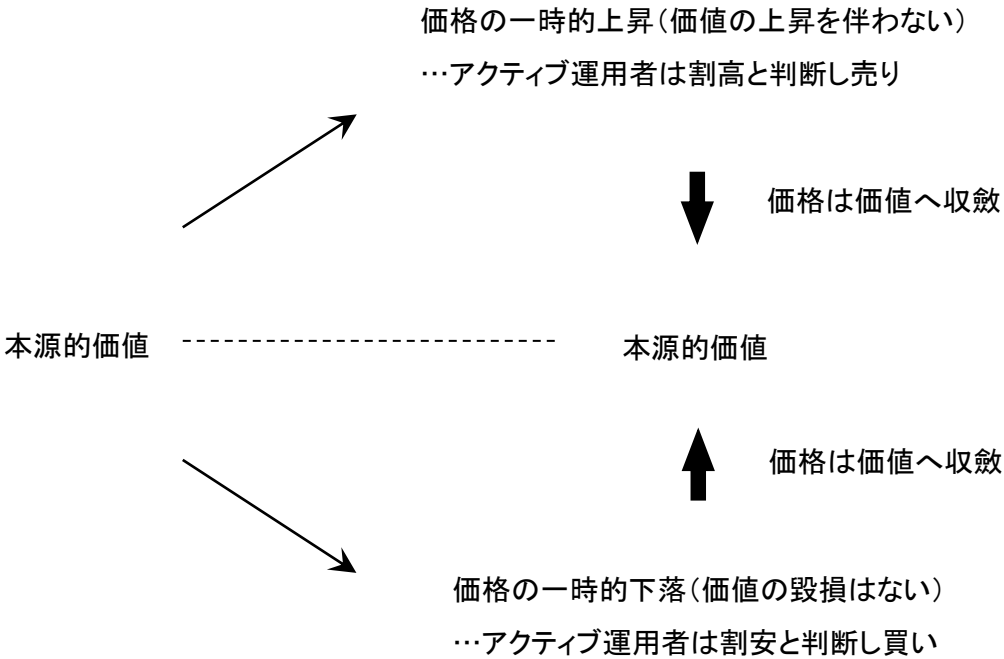 価格の一時的上昇（価値の上昇を伴わない）
…アクティブ運用者は割高と判断し売り
価格は価値へ収斂
本源的価値
本源的価値
価格は価値へ収斂
価格の一時的下落（価値の毀損はない）
…アクティブ運用者は割安と判断し買い